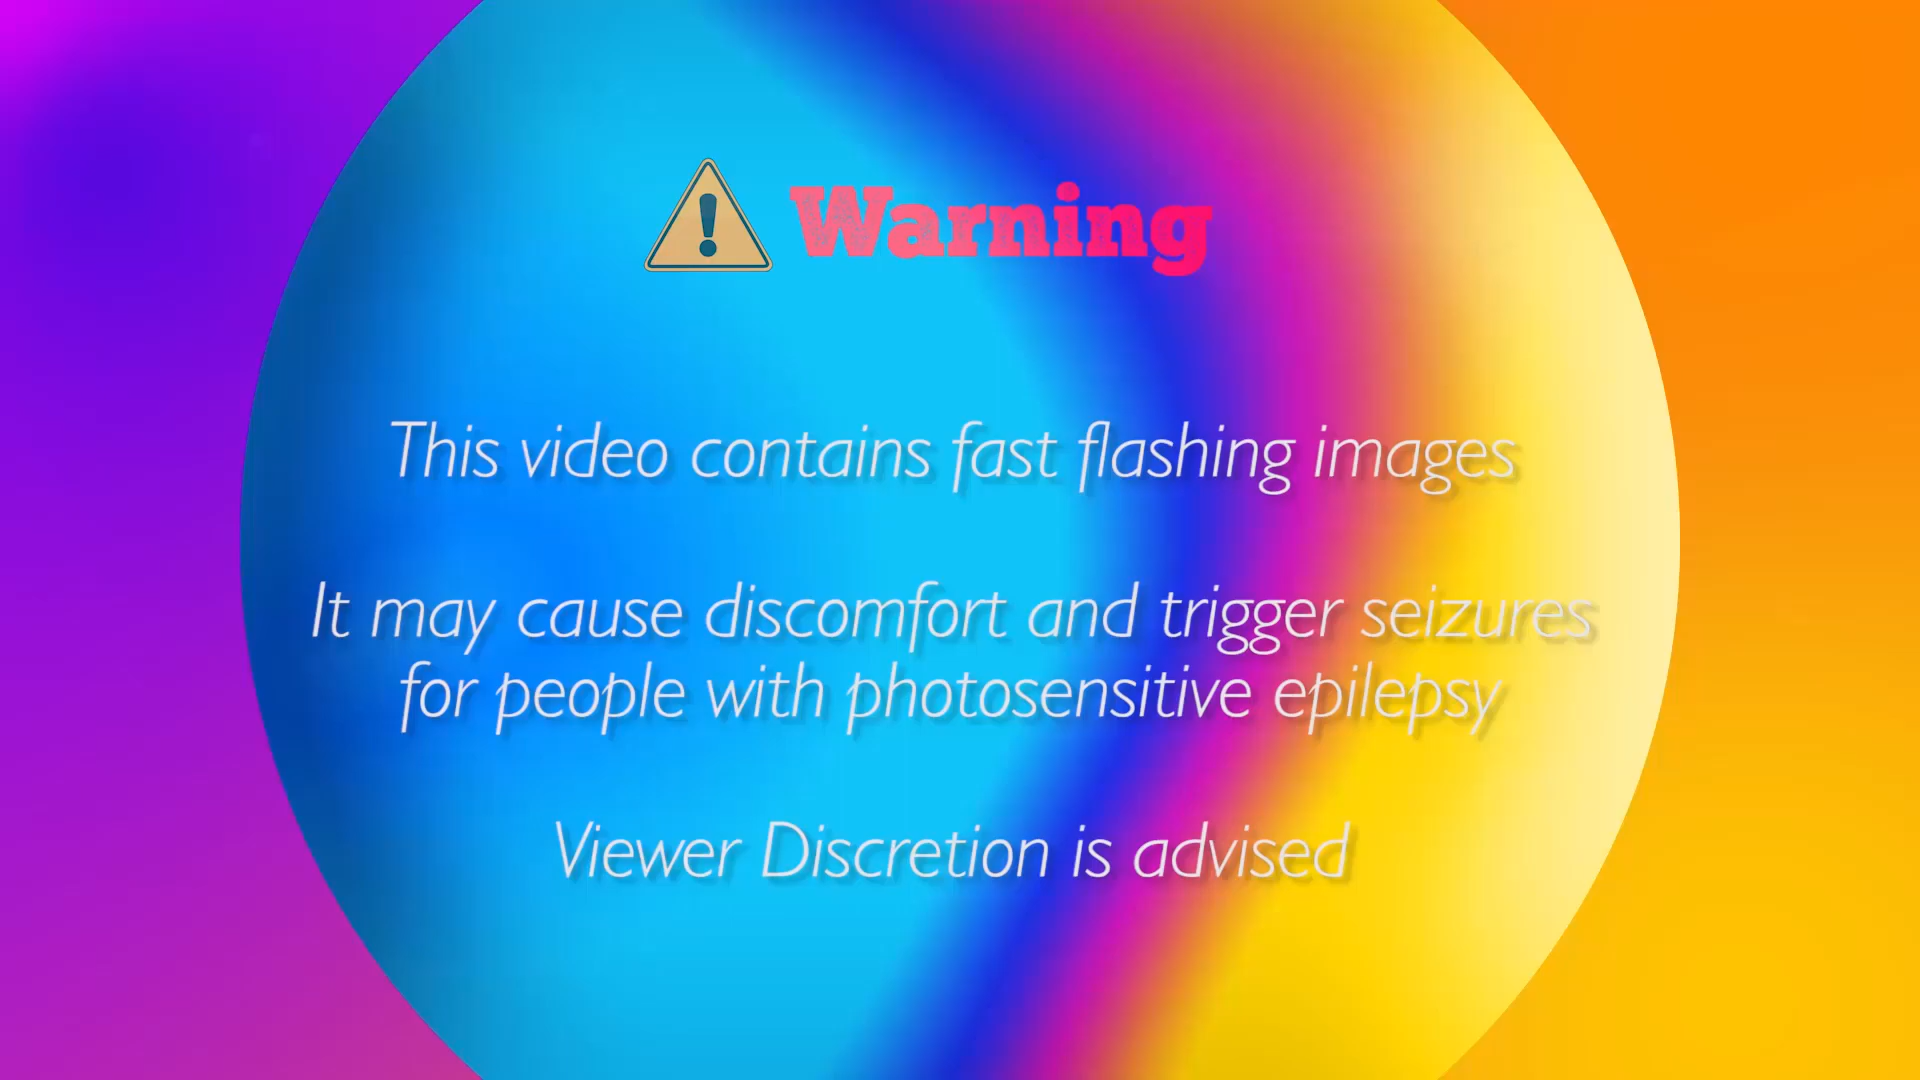 Warning
This video contains fast flashing images
It may cause discomfort and trigger seizures
for people with photosensitive epilepsy
Viewer Discretion is advised